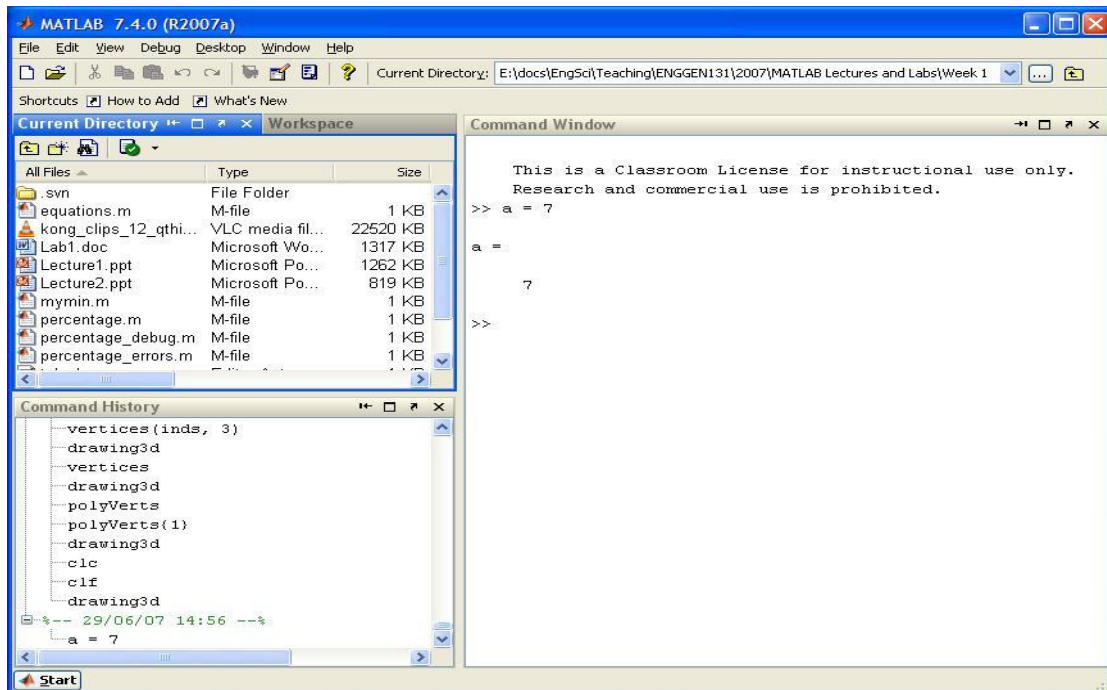 MATLAB 7.4.0 (R2007a)
File Edit View Debug Desktop Window Help
Current Directory: E:\docs\EngSci\Teaching\ENGGEN131\2007\MATLAB Lectures and Labs\Week 1
Shortcuts How to Add What's New
Current Directory Workspace
All Files Type Size
.svn File Folder
equations.m M-file 1 KB
kong_clips_12_qthi... VLC media fil... 22520 KB
Lab1.doc Microsoft Wo... 1317 KB
Lecture1.ppt Microsoft Po... 1262 KB
Lecture2.ppt Microsoft Po... 819 KB
mymin.m M-file 1 KB
percentage.m M-file 1 KB
percentage_debug.m M-file 1 KB
percentage_errors.m M-file 1 KB
Command History
vertices(inds, 3)
drawing3d
vertices
drawing3d
polyVerts
polyVerts(1)
drawing3d
clc
clf
drawing3d
%-- 29/06/07 14:56 --%
a = 7
Command Window
This is a Classroom License for instructional use only.
Research and commercial use is prohibited.
>> a = 7
a =
7
>>
Start